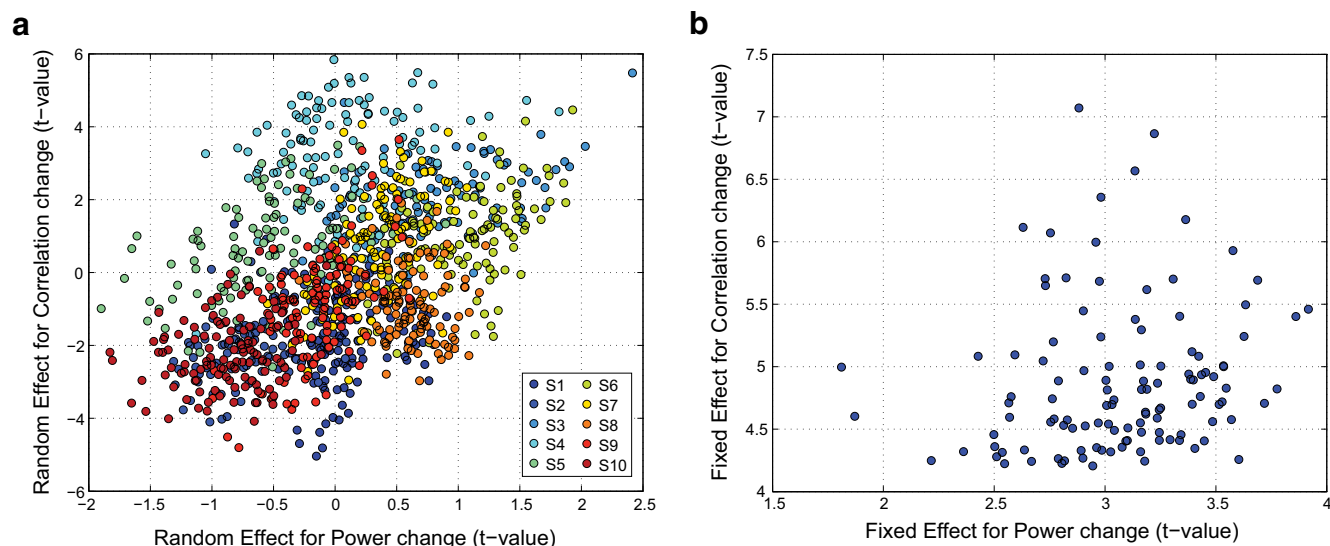 a
Random Effect for Correlation change (t−value)
6
4
2
0
−2
−4
−6
−2 −1.5 −1 −0.5 0 0.5 1 1.5 2 2.5
Random Effect for Power change (t−value)
S1 S6
S2 S7
S3 S8
S4 S9
S5 S10
b
Fixed Effect for Correlation change (t−value)
7.5
7
6.5
6
5.5
5
4.5
4
1.5 2 2.5 3 3.5 4
Fixed Effect for Power change (t−value)